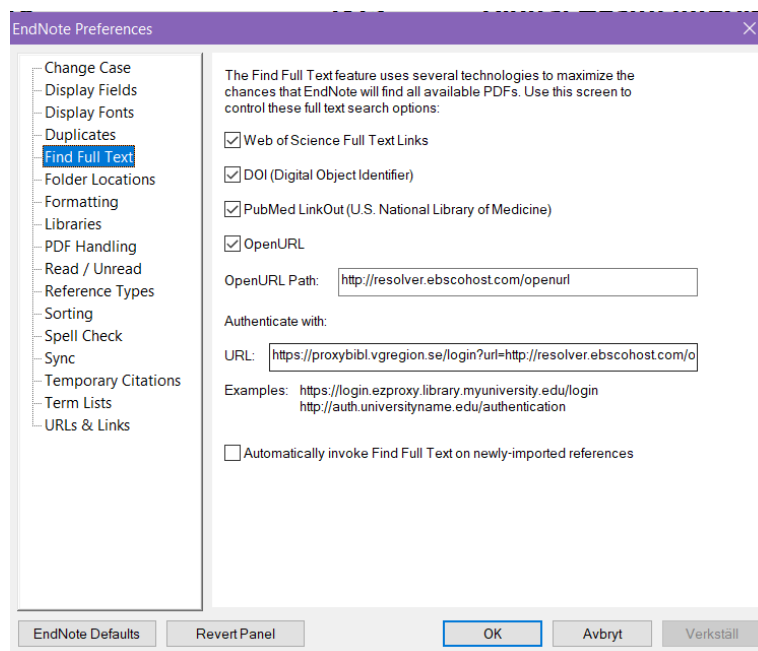 EndNote Preferences
Change Case
Display Fields
Display Fonts
Duplicates
Find Full Text
Folder Locations
Formatting
Libraries
PDF Handling
Read / Unread
Reference Types
Sorting
Spell Check
Sync
Temporary Citations
Term Lists
URLs & Links
The Find Full Text feature uses several technologies to maximize the
chances that EndNote will find all available PDFs. Use this screen to
control these full text search options:
Web of Science Full Text Links
DOI (Digital Object Identifier)
PubMed LinkOut (U.S. National Library of Medicine)
OpenURL
OpenURL Path: http://resolver.ebscohost.com/openurl
Authenticate with:
URL: https://proxybibl.vgregion.se/login?url=http://resolver.ebscohost.com/o
Examples: https://login.ezproxy.library.myuniversity.edu/login
http://auth.universityname.edu/authentication
Automatically invoke Find Full Text on newly-imported references
EndNote Defaults Revert Panel OK Avbryt Verkställ